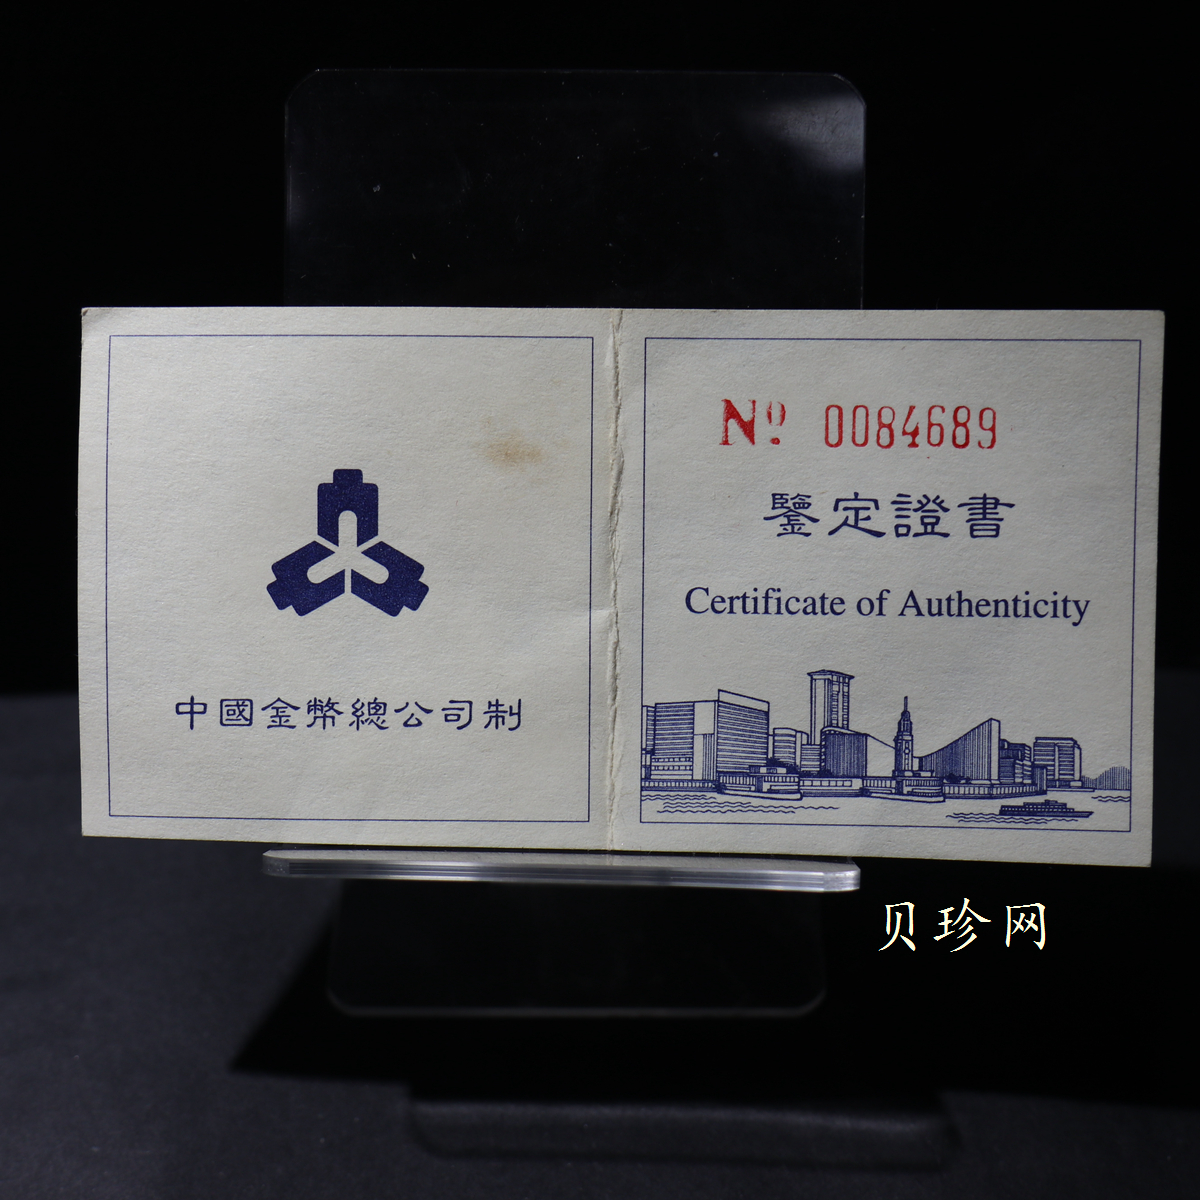 中國金幣總公司制
Nº 0084689
鑒定證書
Certificate of Authenticity
贝珍网